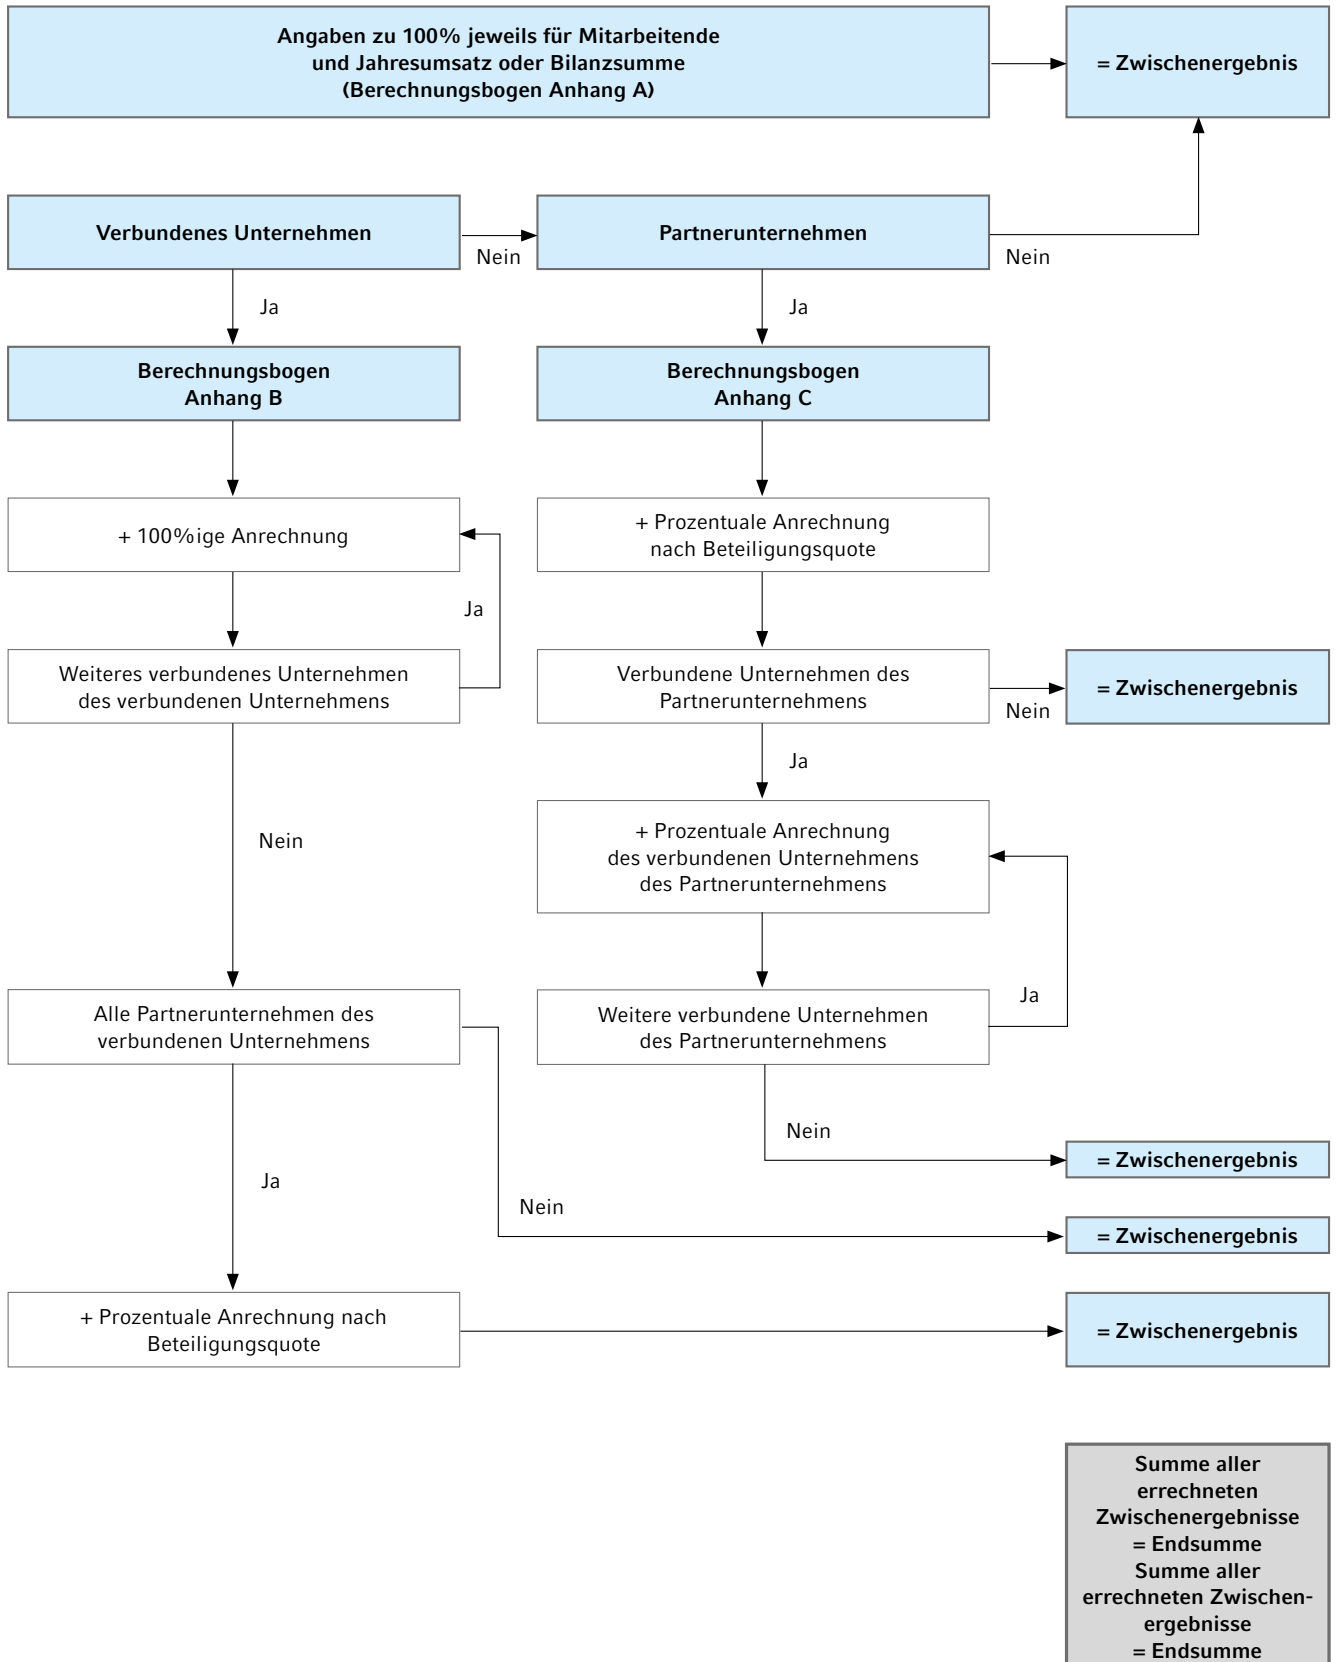 Angaben zu 100% jeweils für Mitarbeitende
und Jahresumsatz oder Bilanzsumme
(Berechnungsbogen Anhang A)
= Zwischenergebnis
Verbundenes Unternehmen
Nein
Partnerunternehmen
Nein
Ja
Ja
Berechnungsbogen
Anhang B
Berechnungsbogen
Anhang C
+ 100%ige Anrechnung
+ Prozentuale Anrechnung
nach Beteiligungsquote
Ja
Weiteres verbundenes Unternehmen
des verbundenen Unternehmens
Verbundene Unternehmen des
Partnerunternehmens
Nein
= Zwischenergebnis
Ja
Nein
+ Prozentuale Anrechnung
des verbundenen Unternehmens
des Partnerunternehmens
Ja
Alle Partnerunternehmen des
verbundenen Unternehmens
Weitere verbundene Unternehmen
des Partnerunternehmens
Nein
= Zwischenergebnis
Ja
Nein
= Zwischenergebnis
+ Prozentuale Anrechnung nach
Beteiligungsquote
= Zwischenergebnis
Summe aller
errechneten
Zwischenergebnisse
= Endsumme
Summe aller
errechneten Zwischen-
ergebnisse
= Endsumme